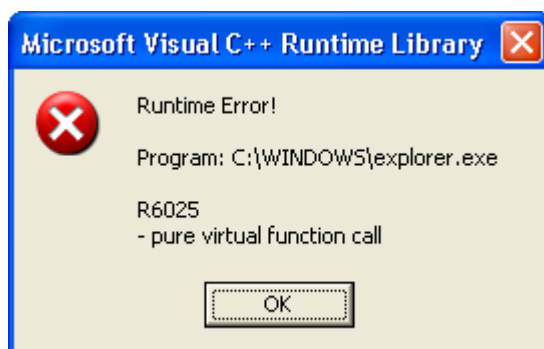 Microsoft Visual C++ Runtime Library
Runtime Error!
Program: C:\WINDOWS\explorer.exe
R6025
- pure virtual function call
OK